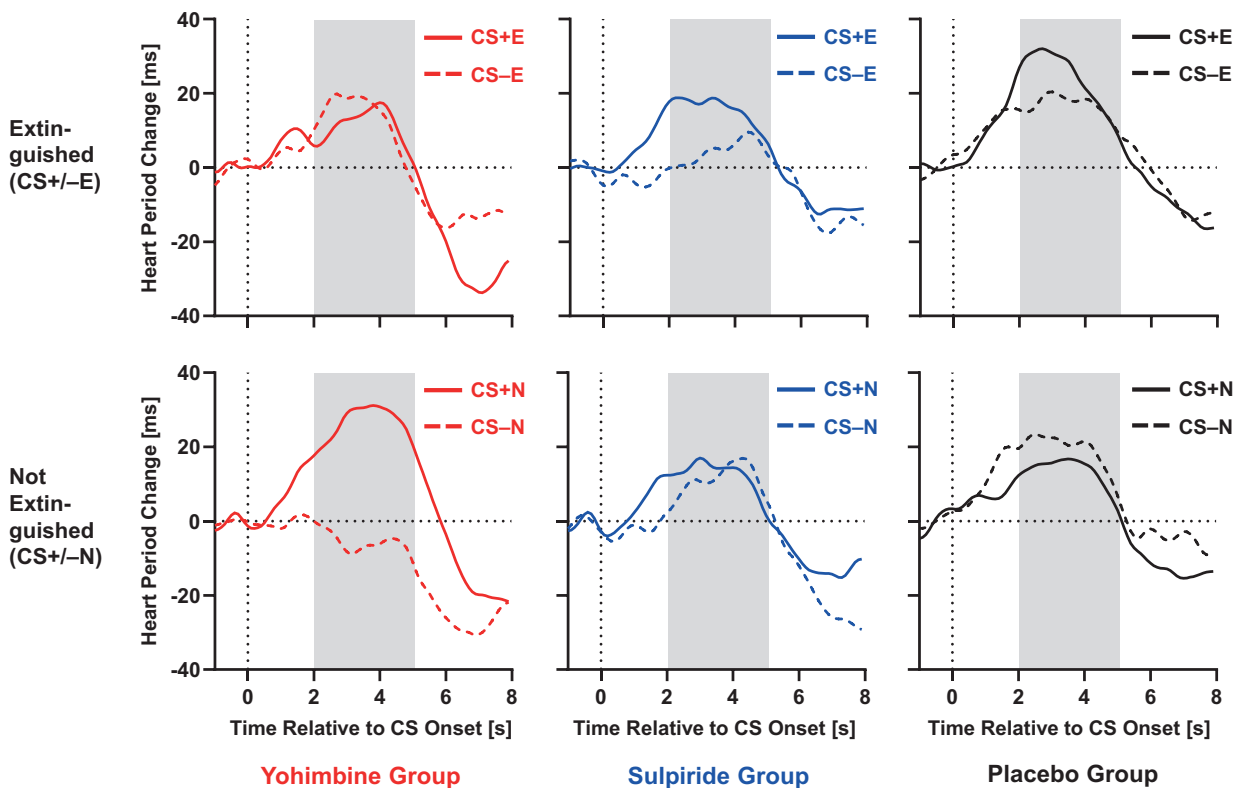 Extin-
guished
(CS+/–E)
Heart Period Change [ms]
40
20
0
-20
-40
CS+E
CS–E
CS+E
CS–E
CS+E
CS–E
Not
Extin-
guished
(CS+/–N)
Heart Period Change [ms]
40
20
0
-20
-40
CS+N
CS–N
CS+N
CS–N
CS+N
CS–N
0 2 4 6 8
0 2 4 6 8
0 2 4 6 8
Time Relative to CS Onset [s]
Time Relative to CS Onset [s]
Time Relative to CS Onset [s]
Yohimbine Group
Sulpiride Group
Placebo Group